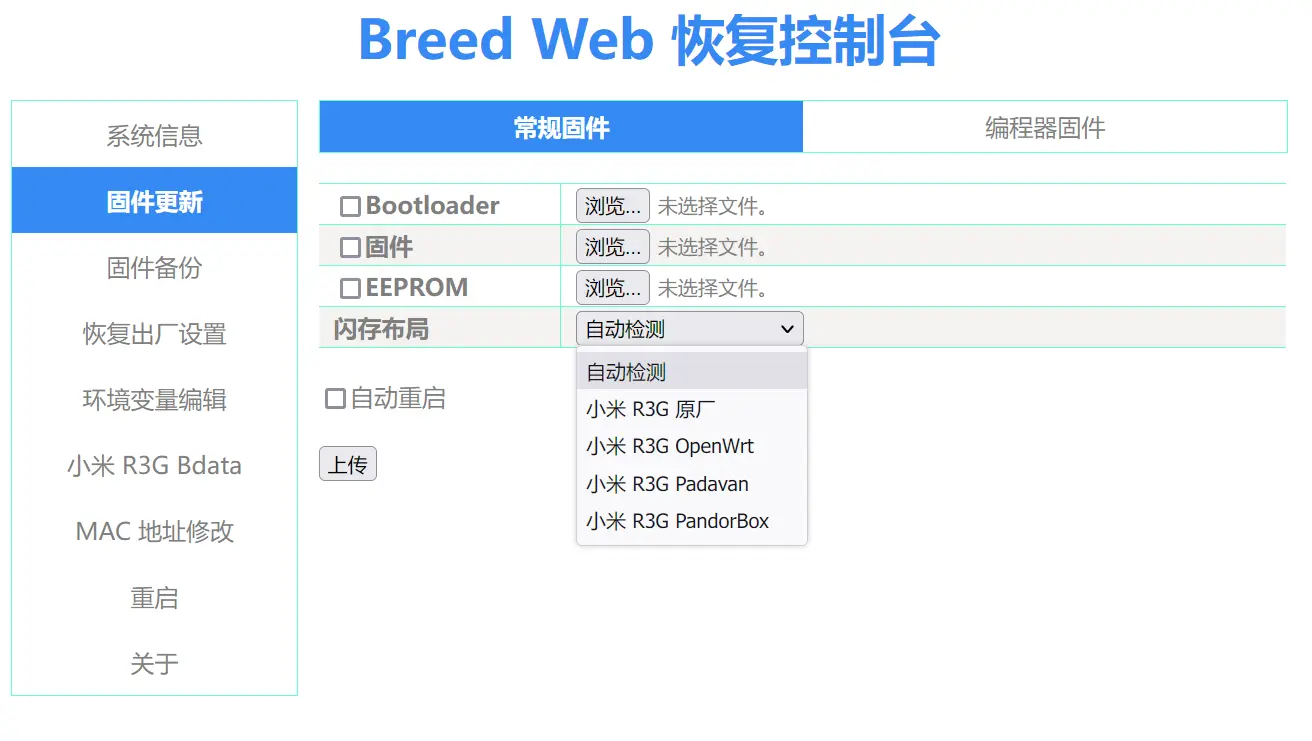 Breed Web 恢复控制台
系统信息
固件更新
固件备份
恢复出厂设置
环境变量编辑
小米 R3G Bdata
MAC 地址修改
重启
关于
常规固件 编程器固件
Bootloader 浏览... 未选择文件。
固件 浏览... 未选择文件。
EEPROM 浏览... 未选择文件。
闪存布局 自动检测
自动检测
小米 R3G 原厂
小米 R3G OpenWrt
小米 R3G Padavan
小米 R3G PandorBox
自动重启
上传